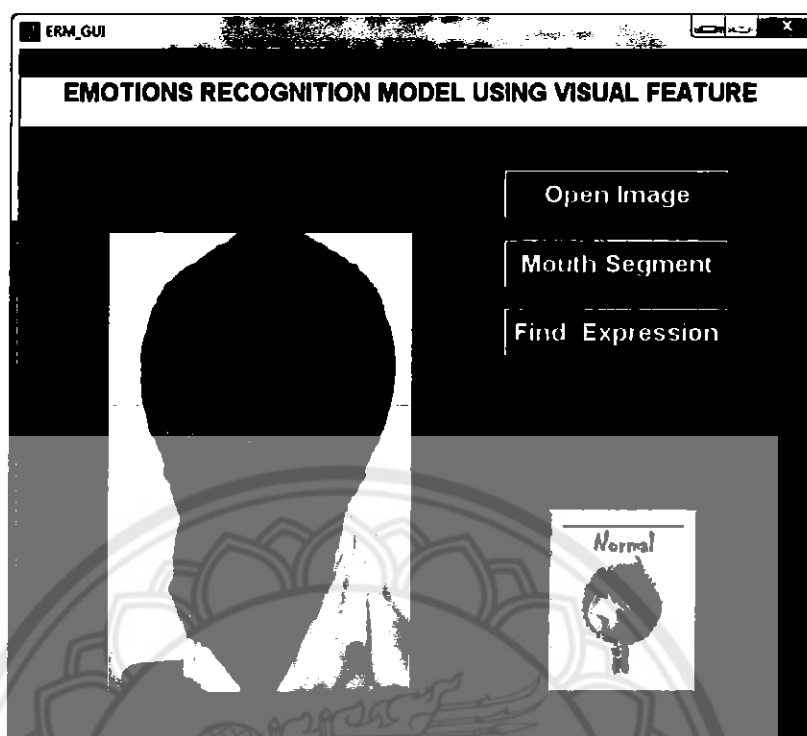 ERM_GUI
X
EMOTIONS RECOGNITION MODEL USING VISUAL FEATURE
Open Image
Mouth Segment
Find Expression
Normal